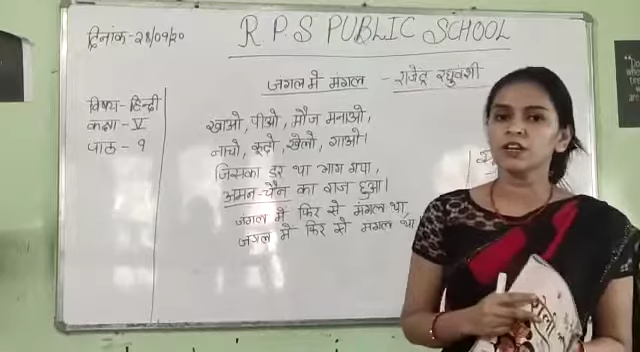 दिनांक-28/09/20
R.P.S PUBLIC SCHOOL
जंगल मे मंगल - राजेंद्र रघुवंशी
विषय-हिन्दी
कक्षा-V
पाठ-9
खाओ, पीओ, मौज मनाओ,
नाचो, कूदो, खेलो, गाओ।
जिसका डर था भाग गया,
अमन-चैन का राज हुआ।
जंगल में फिर से मंगल था,
जंगल में फिर से मंगल था